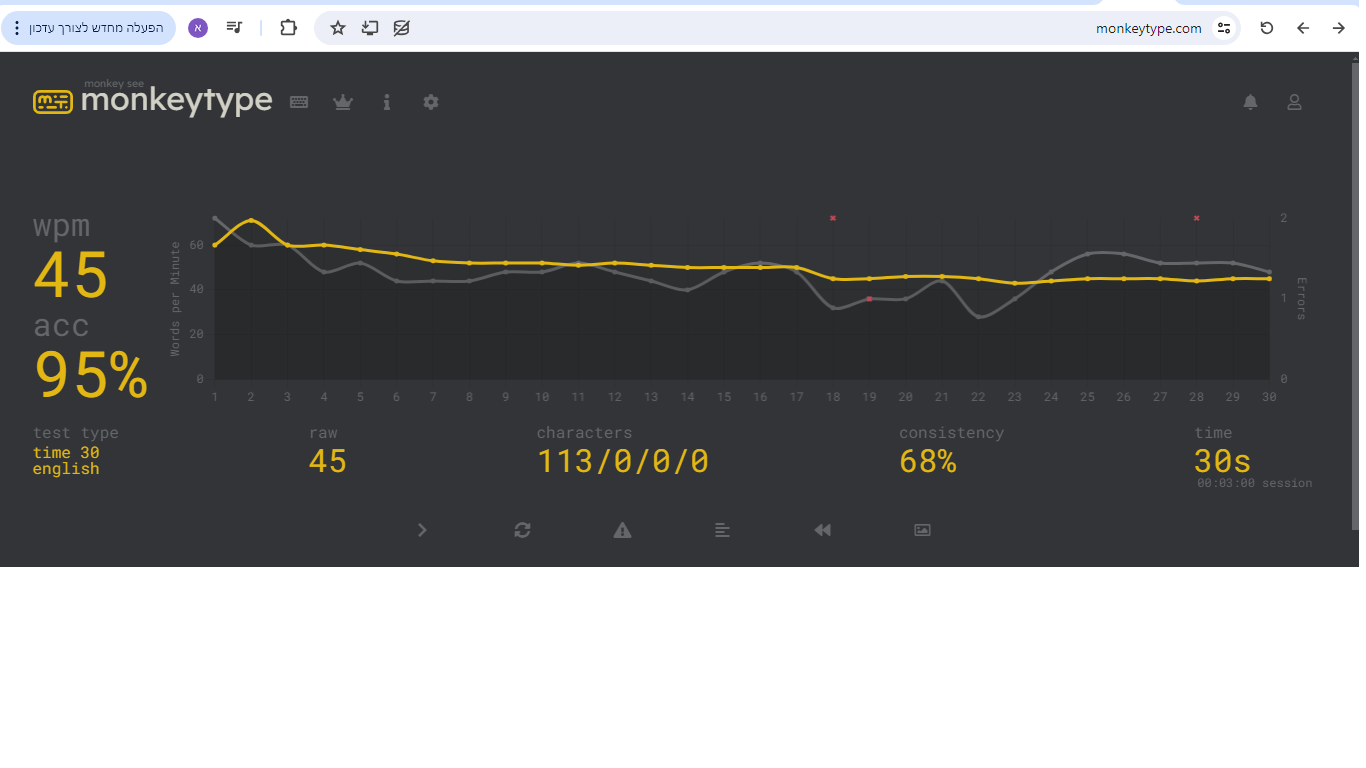 הפעלה מחדש לצורך עדכון
א
monkeytype.com
monkey see
monkeytype
wpm
45
acc
95%
Words per Minute
60
40
20
0
2
1
0
Errors
1 2 3 4 5 6 7 8 9 10 11 12 13 14 15 16 17 18 19 20 21 22 23 24 25 26 27 28 29 30
test type
time 30
english
raw
45
characters
113/0/0/0
consistency
68%
time
30s
00:03:00 session